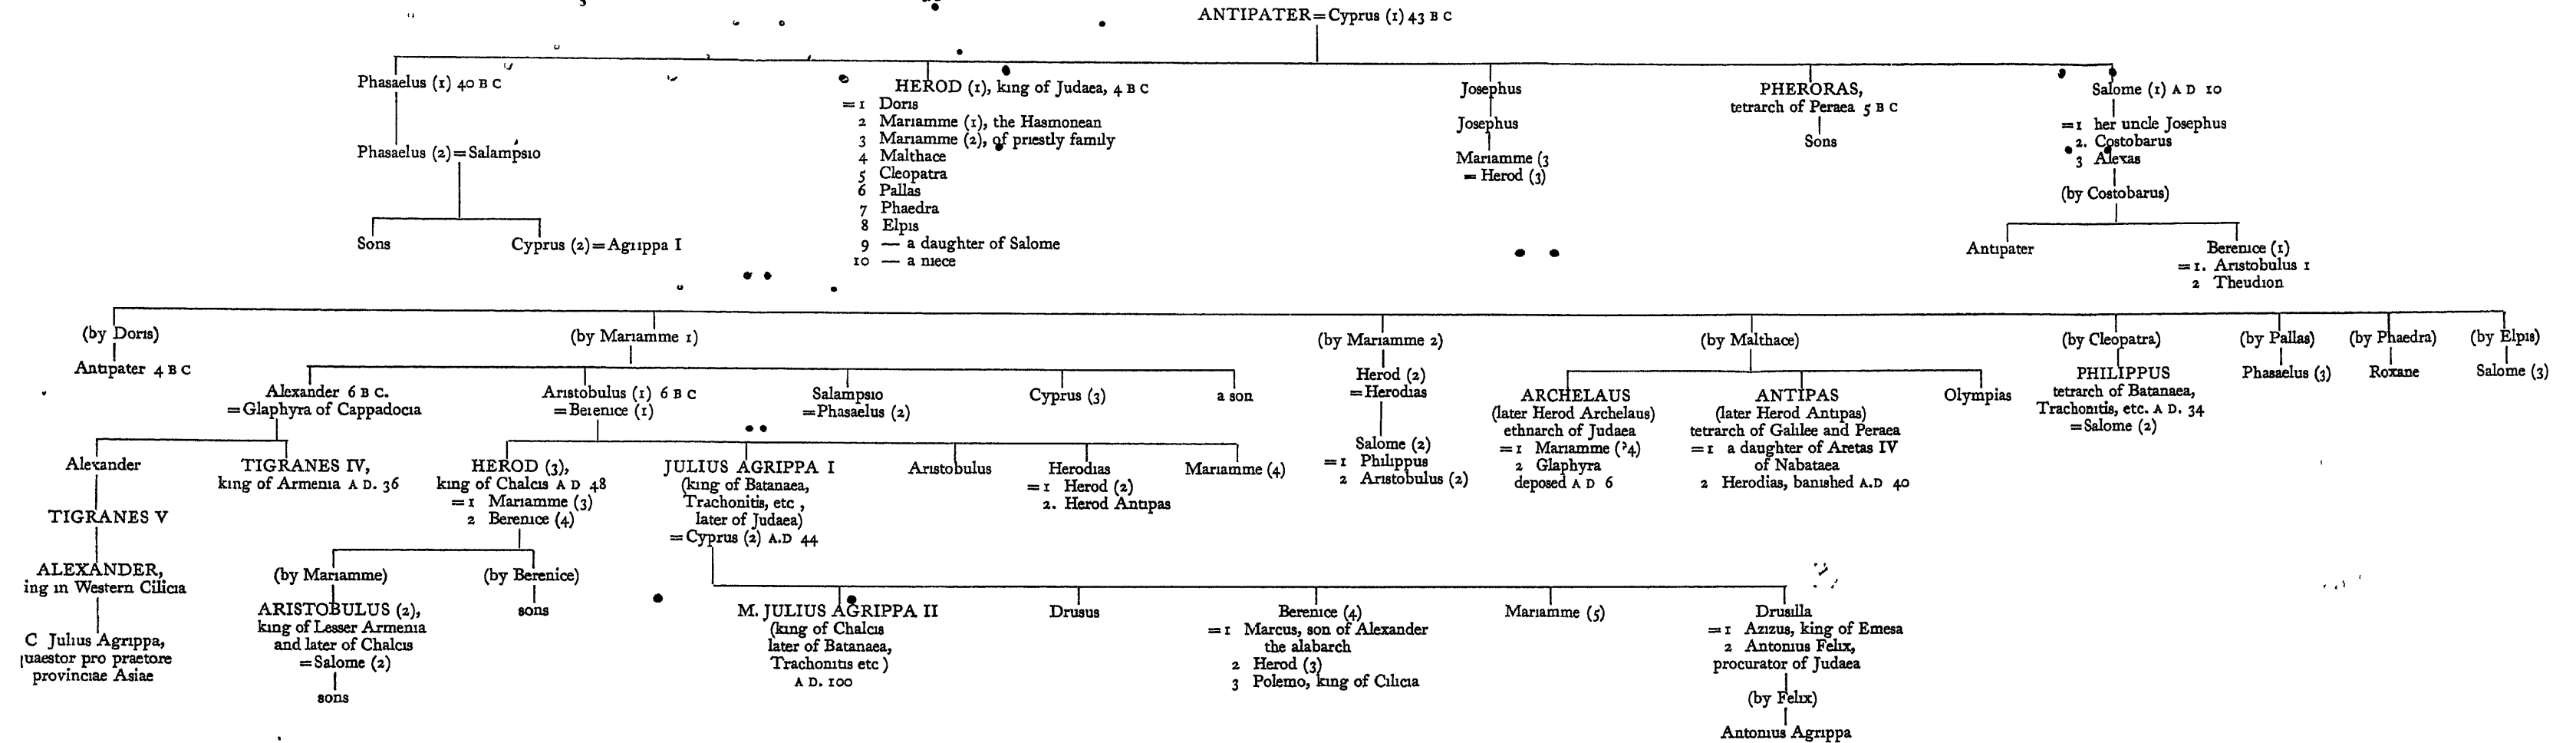 ANTIPATER=Cyprus (1) 43 B C
Phasaelus (1) 40 B C
HEROD (1), king of Judaea, 4 B C
=1 Doris
2 Mariamme (1), the Hasmonean
3 Mariamme (2), of priestly family
4 Malthace
5 Cleopatra
6 Pallas
7 Phaedra
8 Elpis
9 — a daughter of Salome
10 — a niece
Josephus
Josephus
Mariamme (3
= Herod (3)
PHERORAS,
tetrarch of Peraea 5 B C
Sons
Salome (1) A D 10
=1 her uncle Josephus
2. Costobarus
3 Alexas
(by Costobarus)
Antipater
Berenice (1)
=1. Aristobulus 1
2 Theudion
Phasaelus (2)=Salampsio
Sons
Cyprus (2)=Agrippa I
(by Doris)
Antipater 4 B C
(by Mariamme 1)
Alexander 6 B C.
=Glaphyra of Cappadocia
Aristobulus (1) 6 B C
=Berenice (1)
Salampsio
=Phasaelus (2)
Cyprus (3)
a son
(by Mariamme 2)
Herod (2)
=Herodias
Salome (2)
=1 Philippus
2 Aristobulus (2)
(by Malthace)
ARCHELAUS
(later Herod Archelaus)
ethnarch of Judaea
=1 Mariamme (?4)
2 Glaphyra
deposed A D 6
ANTIPAS
(later Herod Antipas)
tetrarch of Galilee and Peraea
=1 a daughter of Aretas IV
of Nabataea
2 Herodias, banished A.D 40
Olympias
(by Cleopatra)
PHILIPPUS
tetrarch of Batanaea,
Trachonitis, etc. A D. 34
=Salome (2)
(by Pallas)
Phasaelus (3)
(by Phaedra)
Roxane
(by Elpis)
Salome (3)
Alexander
TIGRANES V
ALEXANDER,
ing in Western Cilicia
C Julius Agrippa,
uaestor pro praetore
provinciae Asiae
TIGRANES IV,
king of Armenia A D. 36
HEROD (3),
king of Chalcis A D 48
=1 Mariamme (3)
2 Berenice (4)
(by Mariamme)
ARISTOBULUS (2),
king of Lesser Armenia
and later of Chalcis
=Salome (2)
sons
(by Berenice)
sons
JULIUS AGRIPPA I
(king of Batanaea,
Trachonitis, etc ,
later of Judaea)
=Cyprus (2) A.D 44
Aristobulus
Herodias
=1 Herod (2)
2. Herod Antipas
Mariamme (4)
M. JULIUS AGRIPPA II
(king of Chalcis
later of Batanaea,
Trachonitis etc )
A D. 100
Drusus
Berenice (4)
=1 Marcus, son of Alexander
the alabarch
2 Herod (3)
3 Polemo, king of Cilicia
Mariamme (5)
Drusilla
=1 Azizus, king of Emesa
2 Antonius Felix,
procurator of Judaea
(by Felix)
Antonius Agrippa